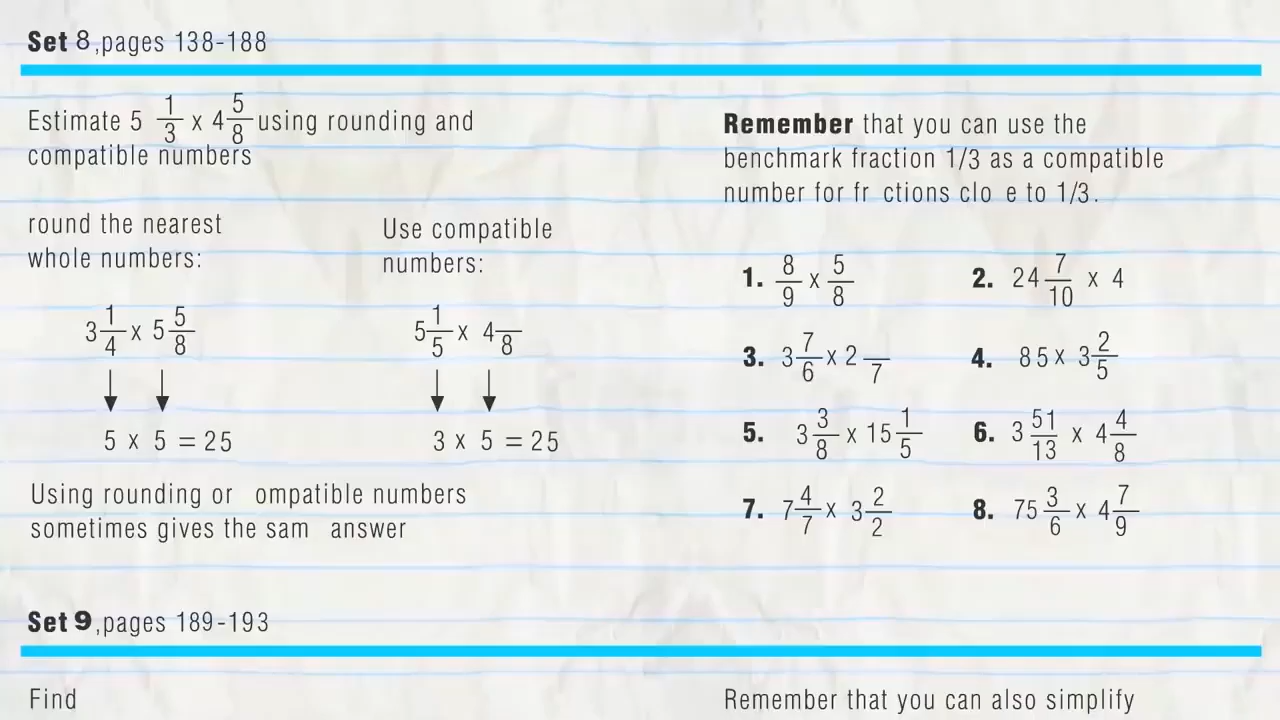 Set 8,pages 138-188
Estimate 5 1/3 x 4 5/8 using rounding and
compatible numbers
round the nearest
whole numbers:
3 1/4 x 5 5/8
5 x 5 = 25
Use compatible
numbers:
5 1/5 x 4 /8
3 x 5 = 25
Using rounding or ompatible numbers
sometimes gives the sam answer
Remember that you can use the
benchmark fraction 1/3 as a compatible
number for fr ctions clo e to 1/3.
1. 8/9 x 5/8
2. 24 7/10 x 4
3. 3 7/6 x 2 /7
4. 85 x 3 2/5
5. 3 3/8 x 15 1/5
6. 3 51/13 x 4 4/8
7. 7 4/7 x 3 2/2
8. 75 3/6 x 4 7/9
Set 9,pages 189-193
Find
Remember that you can also simplify